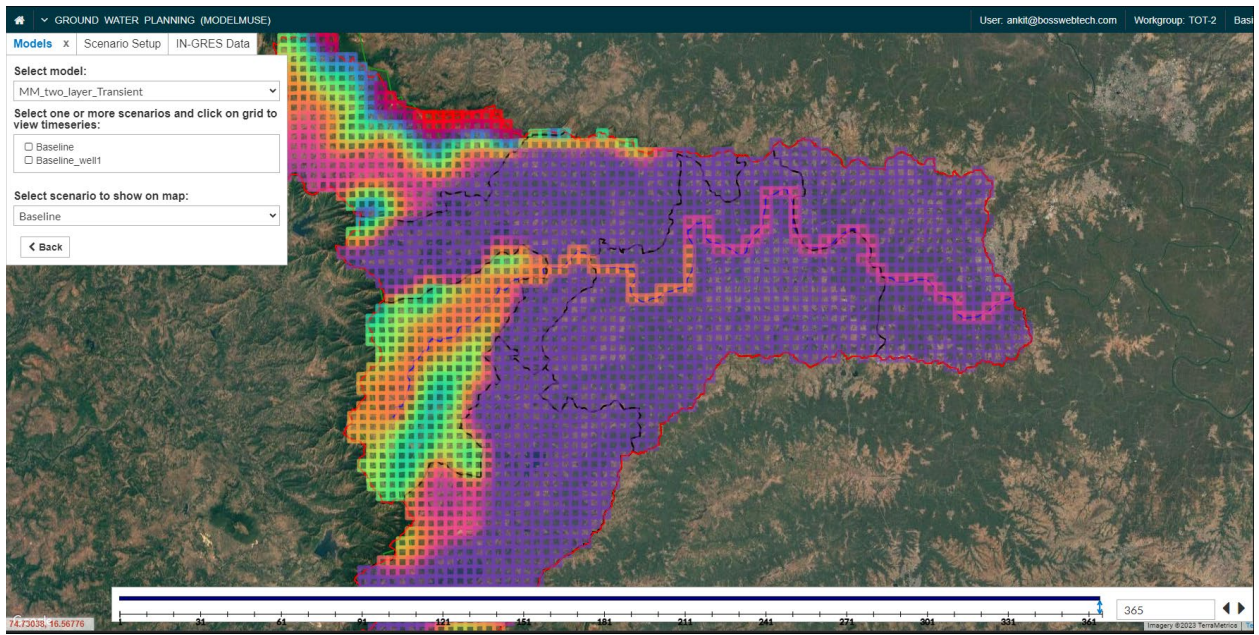 GROUND WATER PLANNING (MODELMUSE)
User: ankit@bosswebtech.com Workgroup: TOT-2 Basi
Models x Scenario Setup IN-GRES Data
Select model:
MM_two_layer_Transient
Select one or more scenarios and click on grid to
view timeseries:
Baseline
Baseline_well1
Select scenario to show on map:
Baseline
Back
1 31 61 91 121 151 181 211 241 271 301 331 361
365
74.73038, 16.56776
Imagery ©2023 TerraMetrics